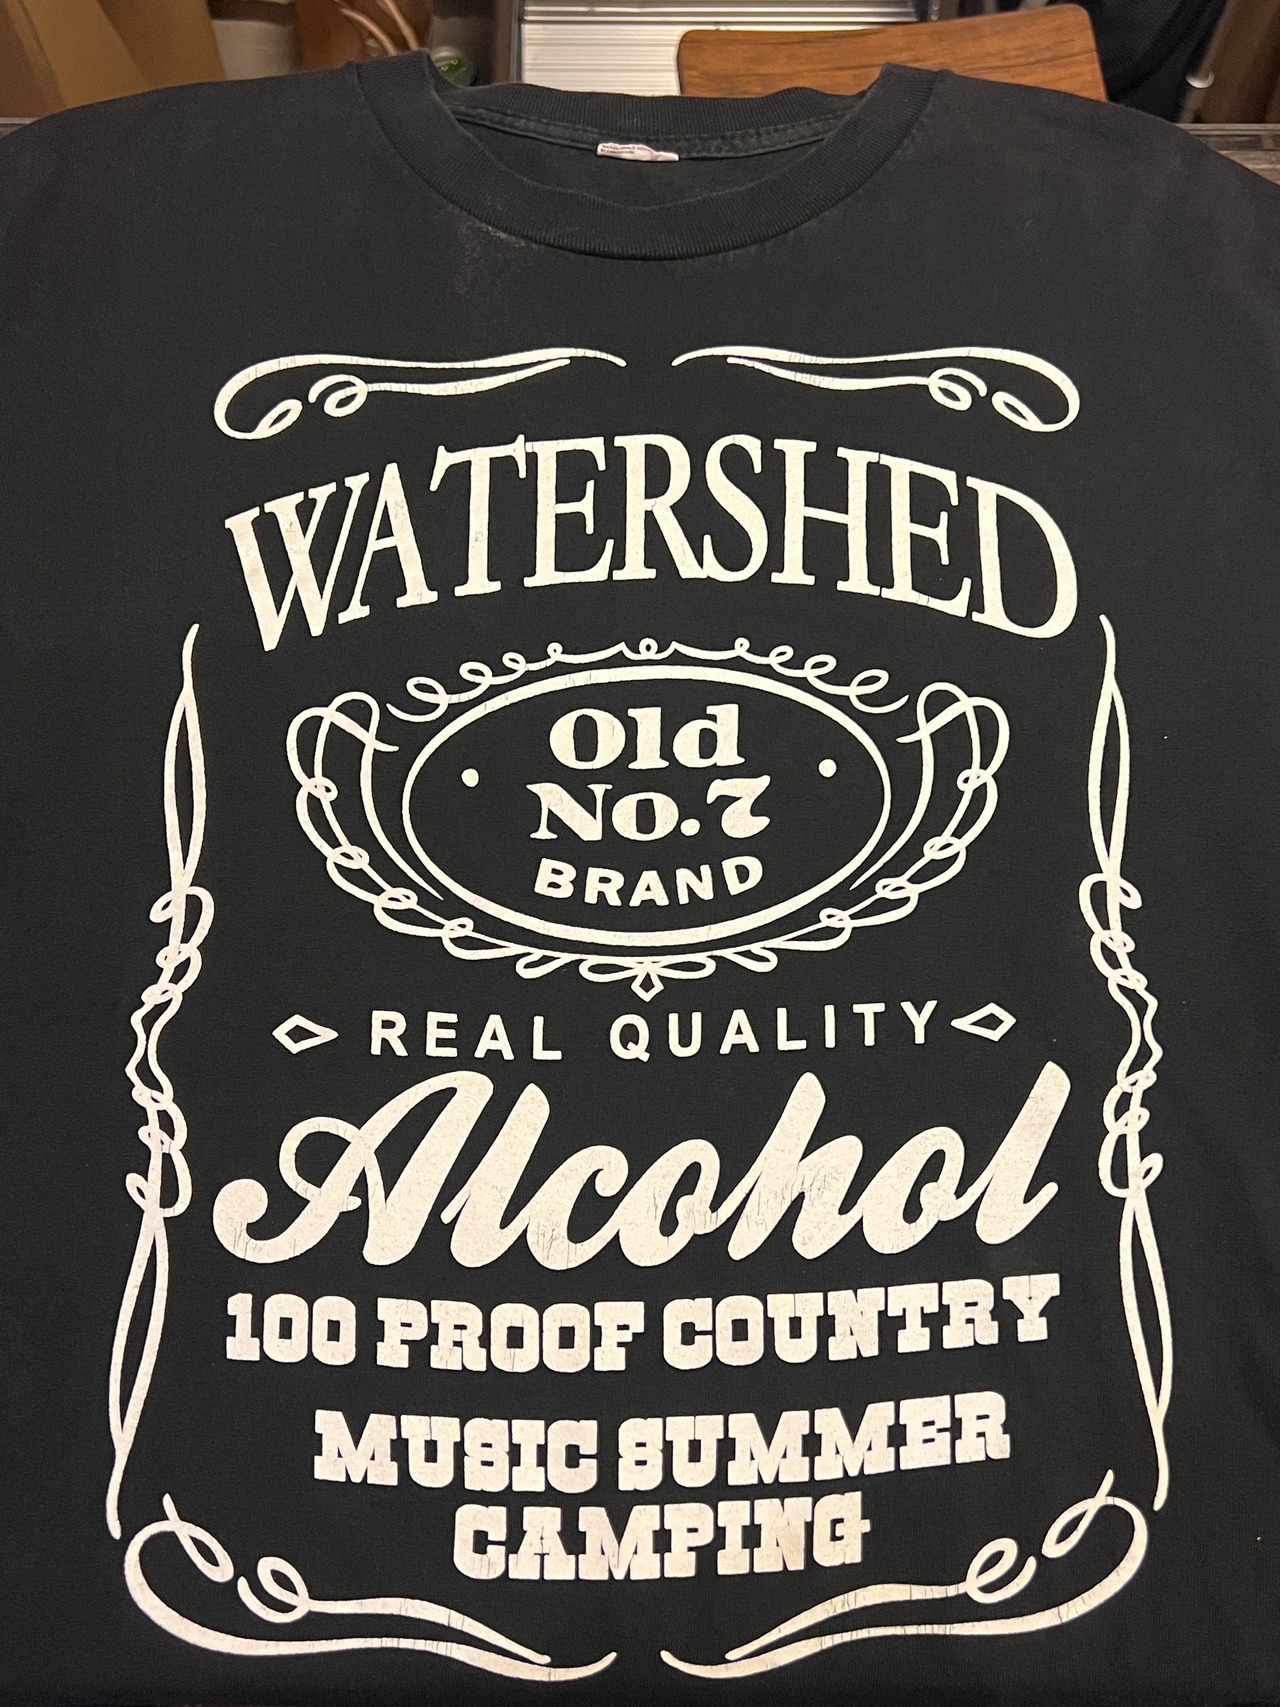 WATERSHED
Old
No.7
BRAND
REAL QUALITY
Alcohol
100 PROOF COUNTRY
MUSIC SUMMER
CAMPING